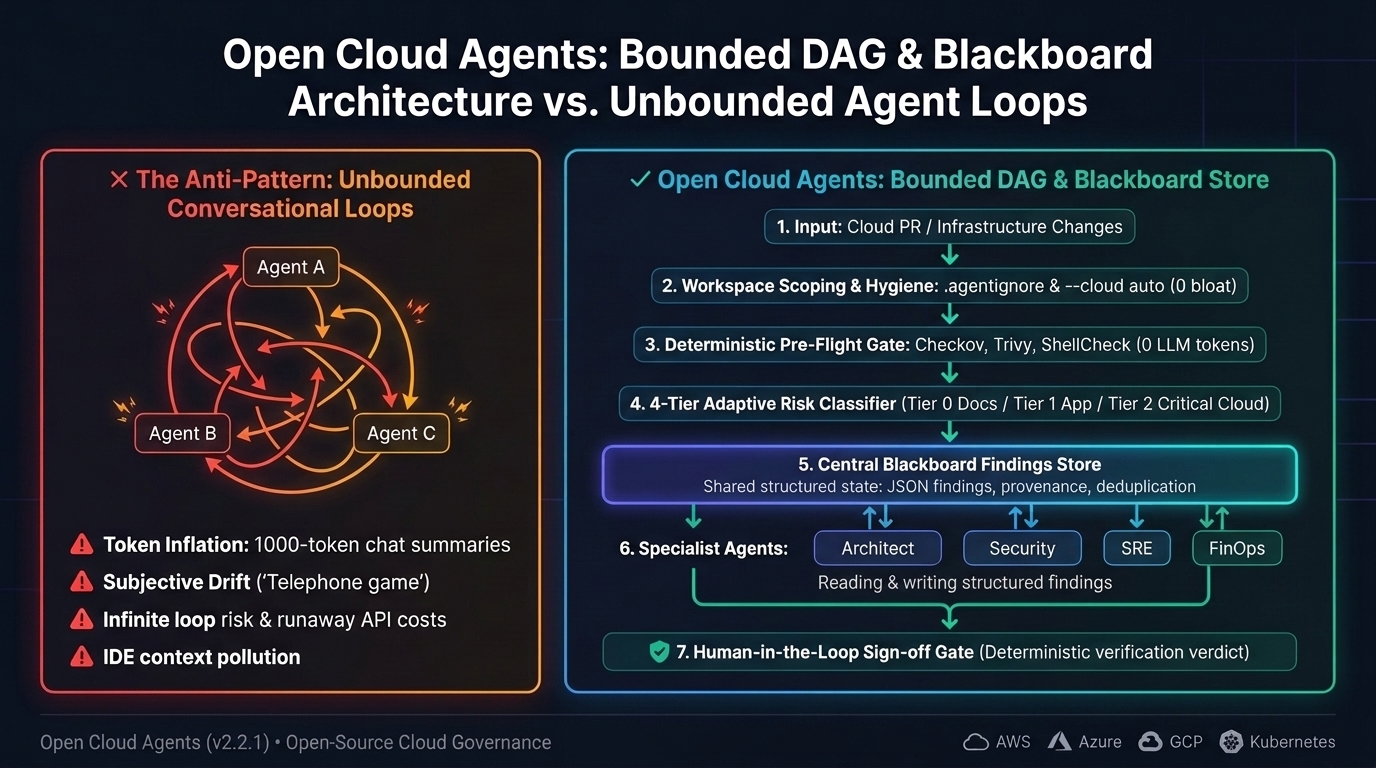 Open Cloud Agents: Bounded DAG & Blackboard
Architecture vs. Unbounded Agent Loops
✕ The Anti-Pattern: Unbounded
Conversational Loops
Agent A
Agent B
Agent C
Token Inflation: 1000-token chat summaries
Subjective Drift (‘Telephone game’)
Infinite loop risk & runaway API costs
IDE context pollution
✓ Open Cloud Agents: Bounded DAG & Blackboard Store
1. Input: Cloud PR / Infrastructure Changes
2. Workspace Scoping & Hygiene: .agentignore & --cloud auto (0 bloat)
3. Deterministic Pre-Flight Gate: Checkov, Trivy, ShellCheck (0 LLM tokens)
4. 4-Tier Adaptive Risk Classifier (Tier 0 Docs / Tier 1 App / Tier 2 Critical Cloud)
5. Central Blackboard Findings Store
Shared structured state: JSON findings, provenance, deduplication
6. Specialist Agents:
Architect
Security
SRE
FinOps
Reading & writing structured findings
7. Human-in-the-Loop Sign-off Gate (Deterministic verification verdict)
Open Cloud Agents (v2.2.1) • Open-Source Cloud Governance
AWS
Azure
GCP
Kubernetes